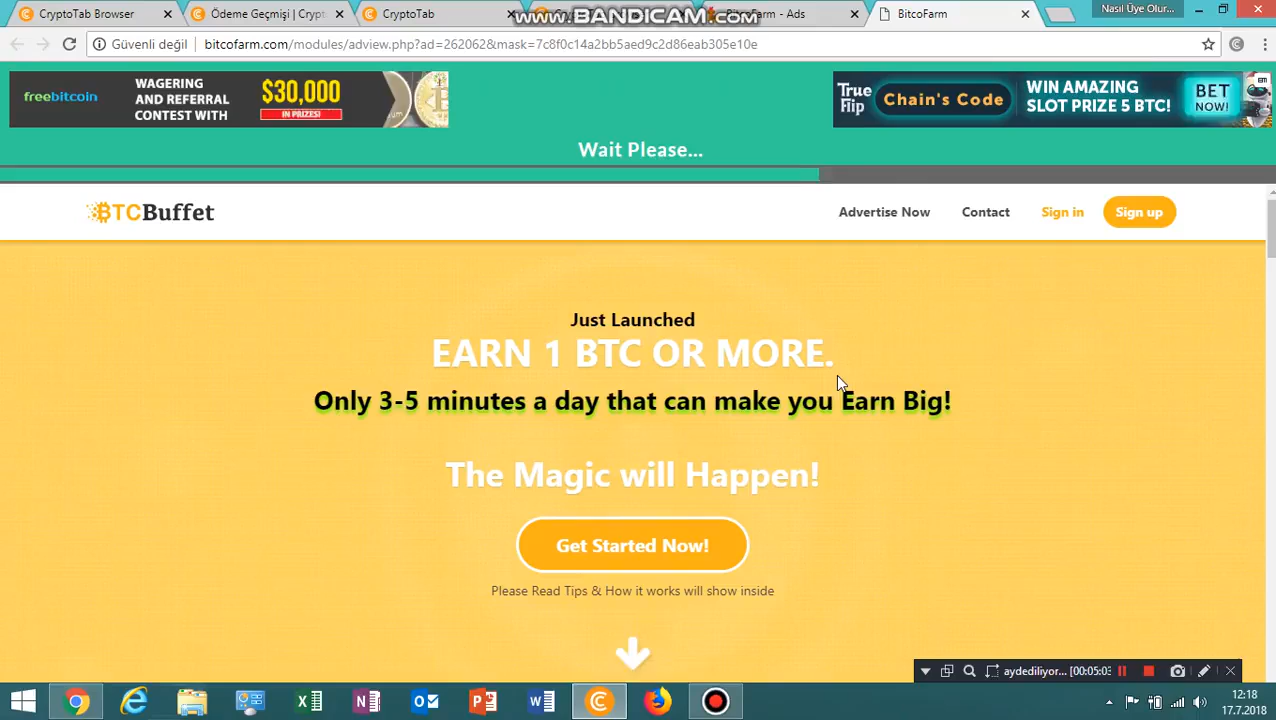 CryptoTab Browser
Ödeme Geçmişi | Crypt
CryptoTab
www.BANDICAM.com
Farm - Ads
BitcoFarm
Nasıl Üye Olur...
Güvenli değil
bitcofarm.com/modules/adview.php?ad=262062&mask=7c8f0c14a2bb5aed9c2d86eab305e10e
freebitcoin
WAGERING
AND REFERRAL
CONTEST WITH
$30,000
IN PRIZES!
True
Flip
Chain's Code
WIN AMAZING
SLOT PRIZE 5 BTC!
BET
NOW!
Wait Please...
BTCBuffet
Advertise Now
Contact
Sign in
Sign up
Just Launched
EARN 1 BTC OR MORE.
Only 3-5 minutes a day that can make you Earn Big!
The Magic will Happen!
Get Started Now!
Please Read Tips & How it works will show inside
aydediliyor... [00:05:03
12:18
17.7.2018